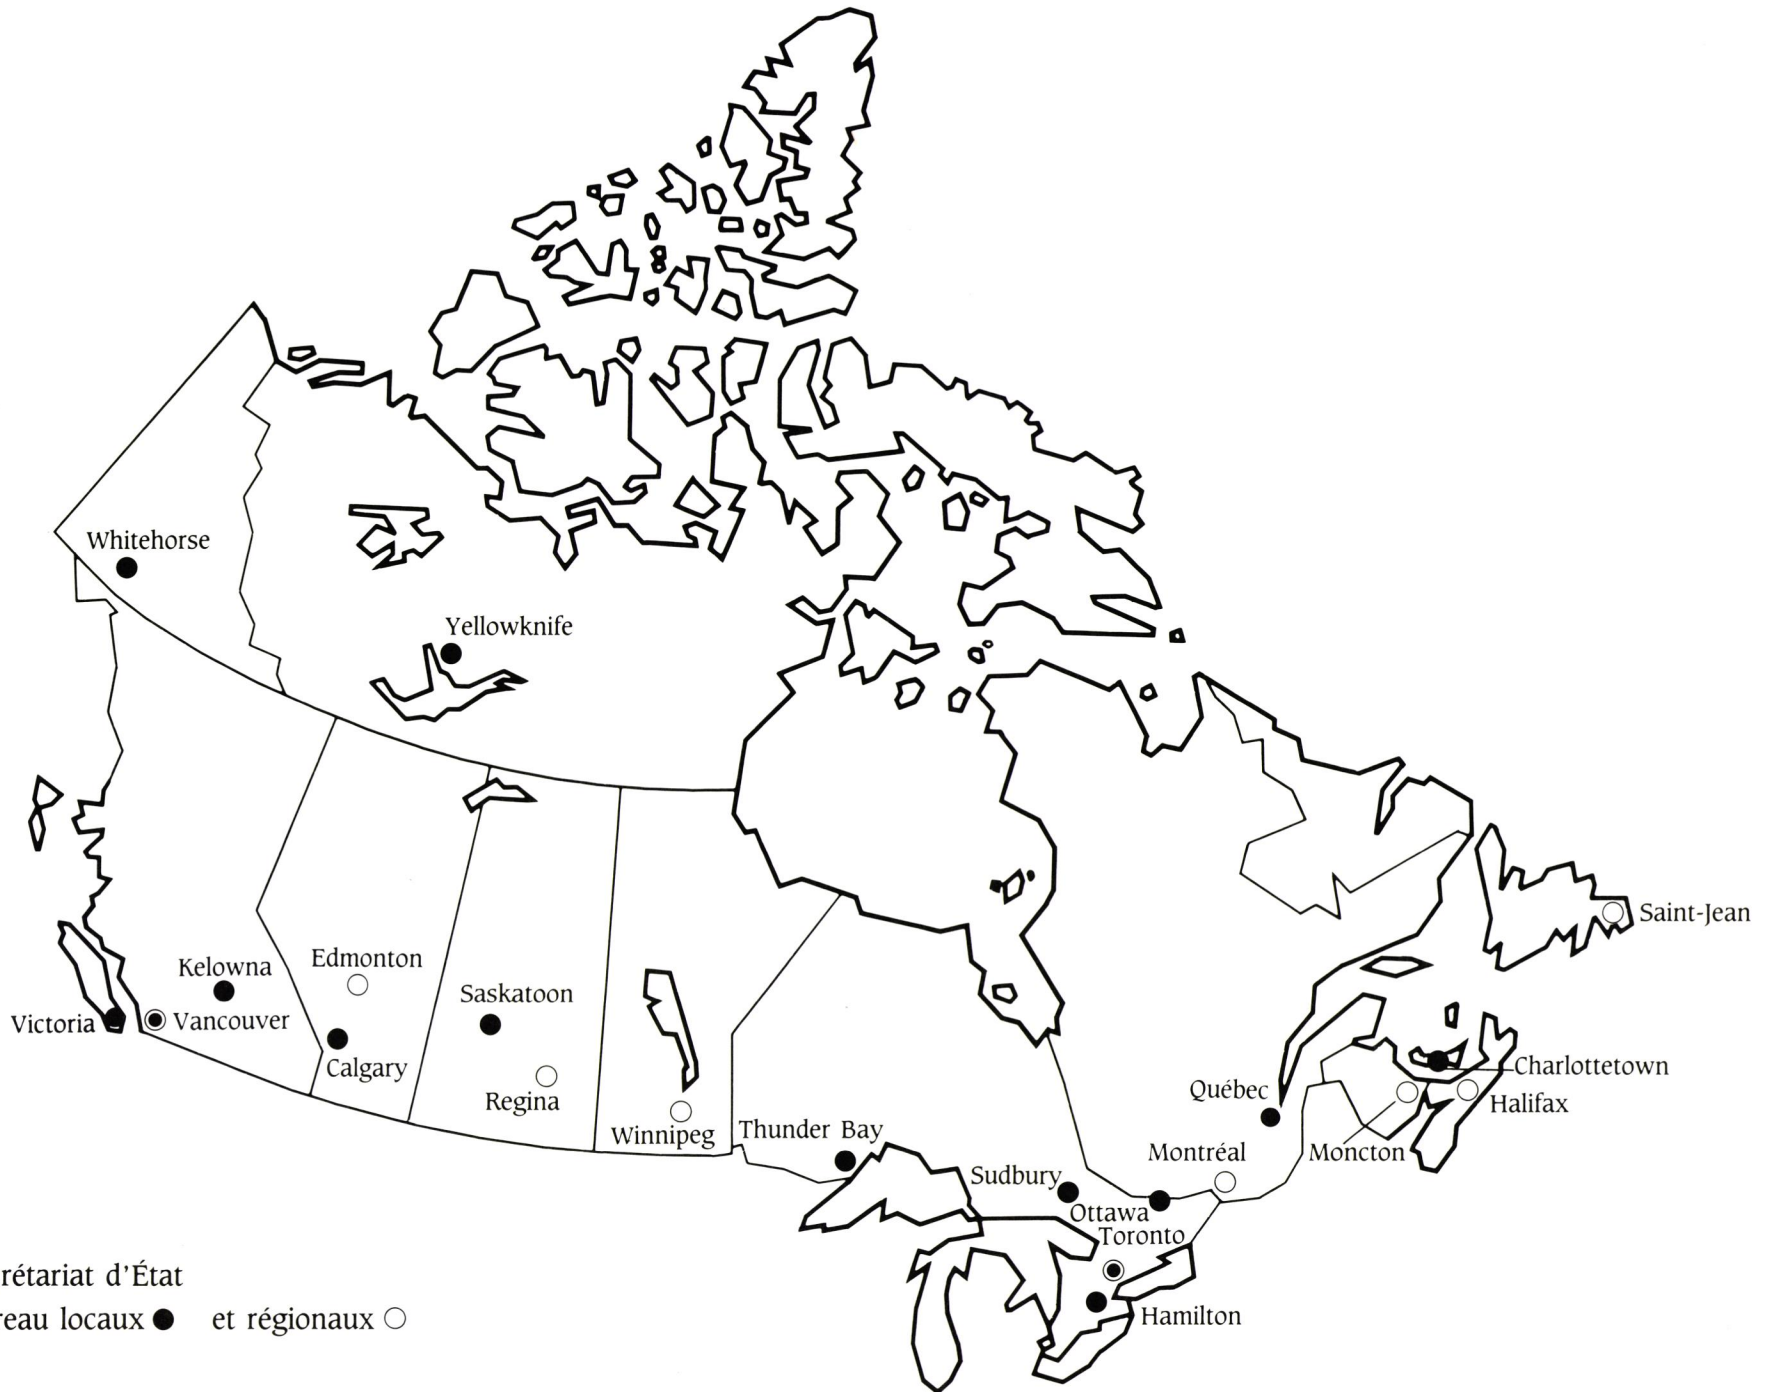 Whitehorse
Yellowknife
Saint-Jean
Edmonton
Kelowna
Saskatoon
Victoria
Vancouver
Calgary
Charlottetown
Québec
Regina
Halifax
Winnipeg
Thunder Bay
Montréal
Moncton
Sudbury
Ottawa
Toronto
rétariat d'État
reau locaux ● et régionaux ○
Hamilton